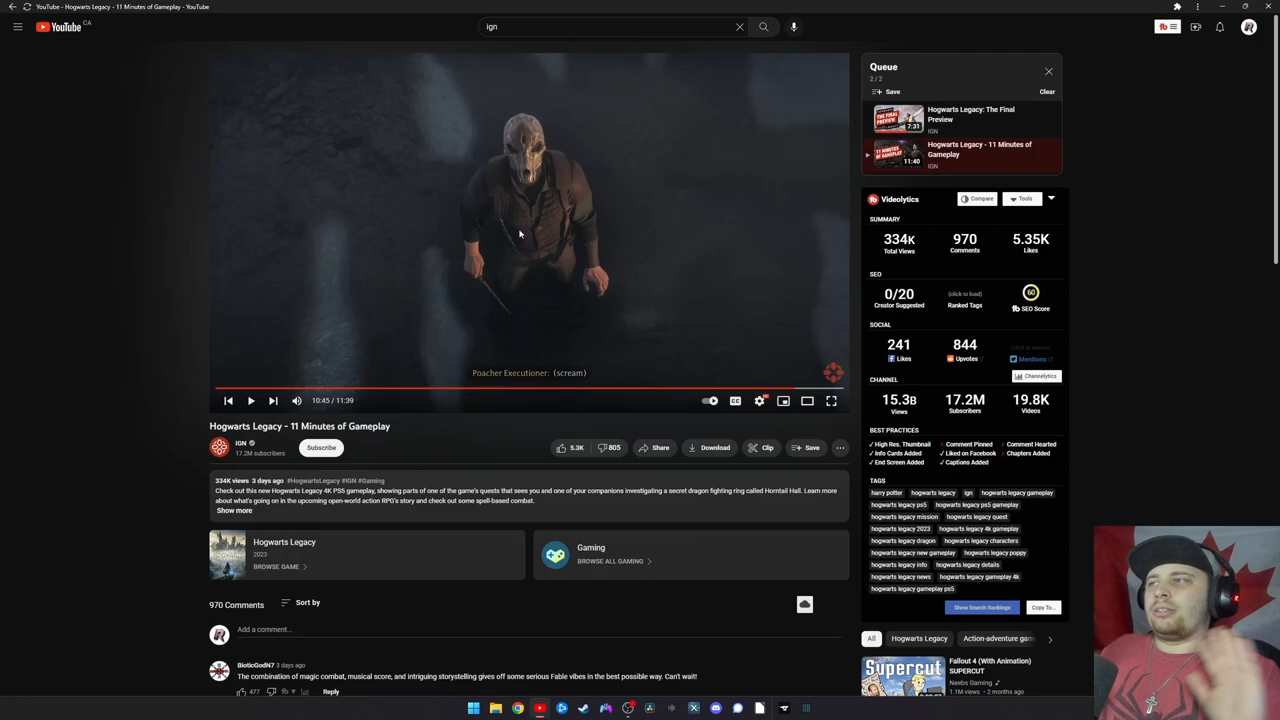 YouTube - Hogwarts Legacy - 11 Minutes of Gameplay - YouTube
YouTube CA
ign
Queue
2 / 2
Save
Clear
7:31
Hogwarts Legacy: The Final
Preview
IGN
11:40
Hogwarts Legacy - 11 Minutes of
Gameplay
IGN
Poacher Executioner: (scream)
10:45 / 11:39
Hogwarts Legacy - 11 Minutes of Gameplay
IGN
17.2M subscribers
Subscribe
5.3K
805
Share
Download
Clip
Save
334K views 3 days ago #HogwartsLegacy #IGN #Gaming
Check out this new Hogwarts Legacy 4K PS5 gameplay, showing parts of one of the game's quests that sees you and one of your companions investigating a secret dragon fighting ring called Horntail Hall. Learn more
about what's going on in the upcoming open-world action RPG's story and check out some spell-based combat.
Show more
Hogwarts Legacy
2023
BROWSE GAME
Gaming
BROWSE ALL GAMING
970 Comments
Sort by
Add a comment...
BioticGodN7 3 days ago
The combination of magic combat, musical score, and intriguing storytelling gives off some serious Fable vibes in the best possible way. Can't wait!
477
Reply
Videolytics
Compare
Tools
SUMMARY
334K 970 5.35K
Total Views Comments Likes
SEO
0/20 (click to load) 60
Creator Suggested Ranked Tags SEO Score
SOCIAL
241 844
Likes Upvotes Mentions
CHANNEL
Channelytics
15.3B 17.2M 19.8K
Views Subscribers Videos
BEST PRACTICES
✓ High Res. Thumbnail x Comment Pinned x Comment Hearted
✓ Info Cards Added ✓ Liked on Facebook x Chapters Added
✓ End Screen Added ✓ Captions Added
TAGS
harry potter hogwarts legacy ign hogwarts legacy gameplay
hogwarts legacy ps5 hogwarts legacy ps5 gameplay
hogwarts legacy mission hogwarts legacy quest
hogwarts legacy 2023 hogwarts legacy 4k gameplay
hogwarts legacy dragon hogwarts legacy characters
hogwarts legacy new gameplay hogwarts legacy poppy
hogwarts legacy info hogwarts legacy details
hogwarts legacy news hogwarts legacy gameplay 4k
hogwarts legacy gameplay ps5
Show Search Rankings
Copy To...
All
Hogwarts Legacy
Action-adventure gam
Supercut
Fallout 4 (With Animation)
SUPERCUT
Neebs Gaming
1.1M views • 2 months ago